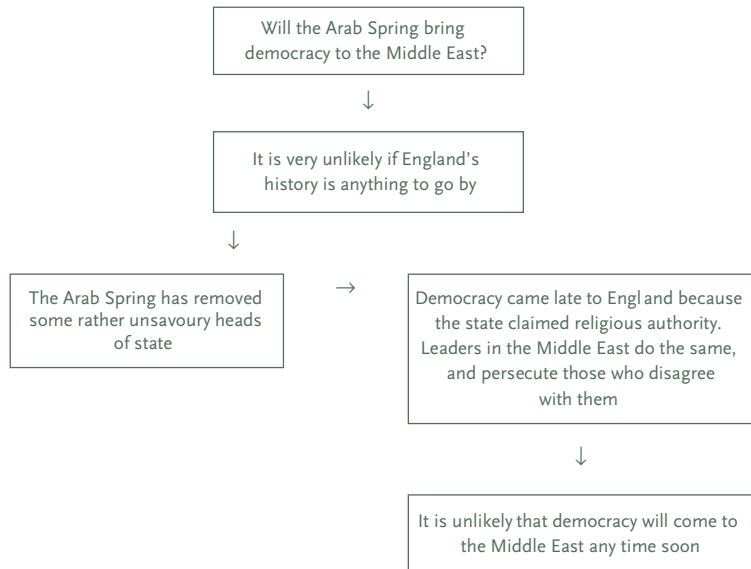 Will the Arab Spring bring
democracy to the Middle East?
↓
It is very unlikely if England’s
history is anything to go by
↓
The Arab Spring has removed
some rather unsavoury heads
of state
→
Democracy came late to England because
the state claimed religious authority.
Leaders in the Middle East do the same,
and persecute those who disagree
with them
↓
It is unlikely that democracy will come to
the Middle East any time soon